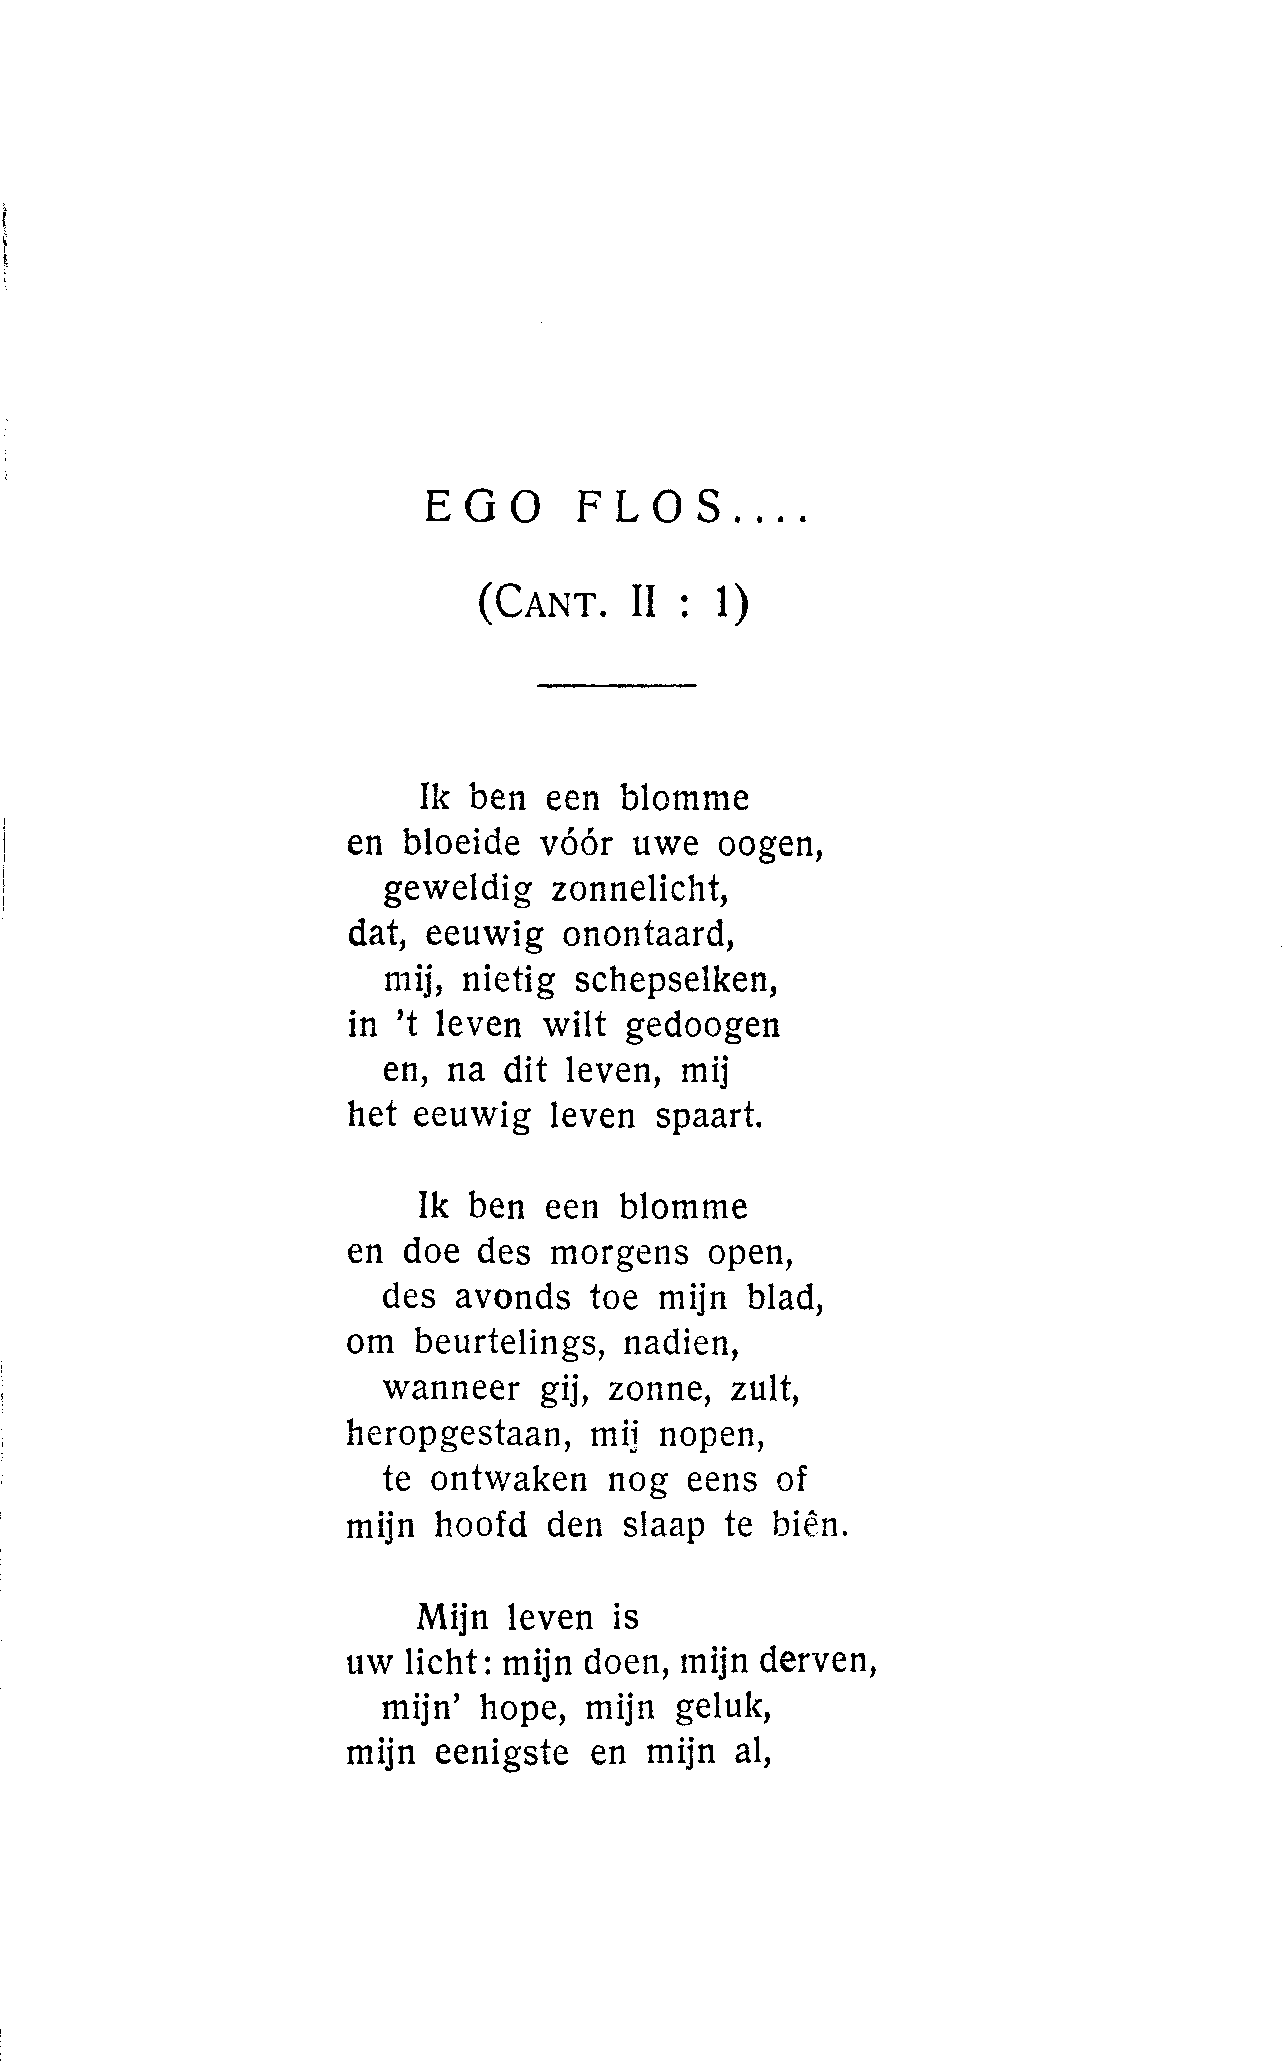 EGO FLOS....
(CANT. II : 1)
Ik ben een blomme
en bloeide vóór uwe oogen,
geweldig zonnelicht,
dat, eeuwig onontaard,
mij, nietig schepselken,
in 't leven wilt gedoogen
en, na dit leven, mij
het eeuwig leven spaart.
Ik ben een blomme
en doe des morgens open,
des avonds toe mijn blad,
om beurtelings, nadien,
wanneer gij, zonne, zult,
heropgestaan, mij nopen,
te ontwaken nog eens of
mijn hoofd den slaap te biên.
Mijn leven is
uw licht: mijn doen, mijn derven,
mijn' hope, mijn geluk,
mijn eenigste en mijn al,